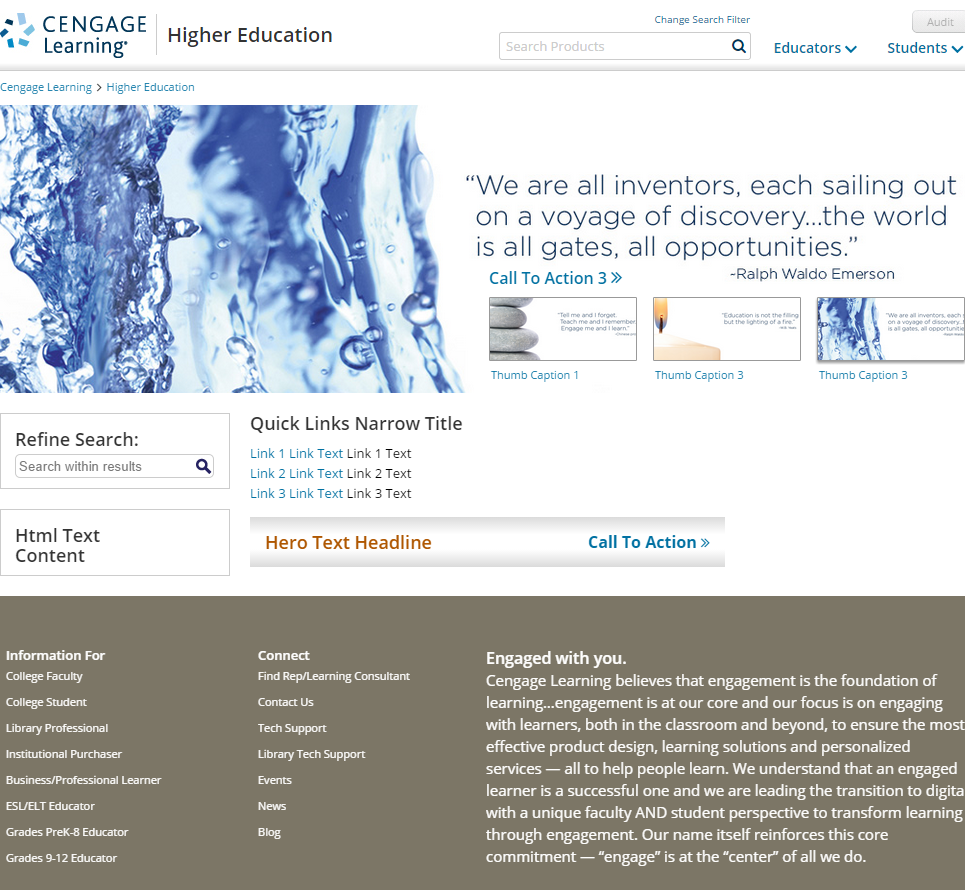 CENGAGE
Learning®
Higher Education
Change Search Filter
Search Products
Audit
Educators
Students
Cengage Learning > Higher Education
“We are all inventors, each sailing out
on a voyage of discovery...the world
is all gates, all opportunities.”
-Ralph Waldo Emerson
Call To Action 3 »
"Tell me and I forget.
Teach me and I remember.
Engage me and I learn."
"Education is not the filling
but the lighting of a fire."
"We are all inventors, each
on a voyage of discovery...
is all gates, all opportunities
Thumb Caption 1
Thumb Caption 3
Thumb Caption 3
Refine Search:
Search within results
Html Text
Content
Quick Links Narrow Title
Link 1 Link Text Link 1 Text
Link 2 Link Text Link 2 Text
Link 3 Link Text Link 3 Text
Hero Text Headline
Call To Action »
Information For
College Faculty
College Student
Library Professional
Institutional Purchaser
Business/Professional Learner
ESL/ELT Educator
Grades PreK-8 Educator
Grades 9-12 Educator
Connect
Find Rep/Learning Consultant
Contact Us
Tech Support
Library Tech Support
Events
News
Blog
Engaged with you.
Cengage Learning believes that engagement is the foundation of
learning...engagement is at our core and our focus is on engaging
with learners, both in the classroom and beyond, to ensure the most
effective product design, learning solutions and personalized
services — all to help people learn. We understand that an engaged
learner is a successful one and we are leading the transition to digita
with a unique faculty AND student perspective to transform learning
through engagement. Our name itself reinforces this core
commitment — “engage” is at the “center” of all we do.